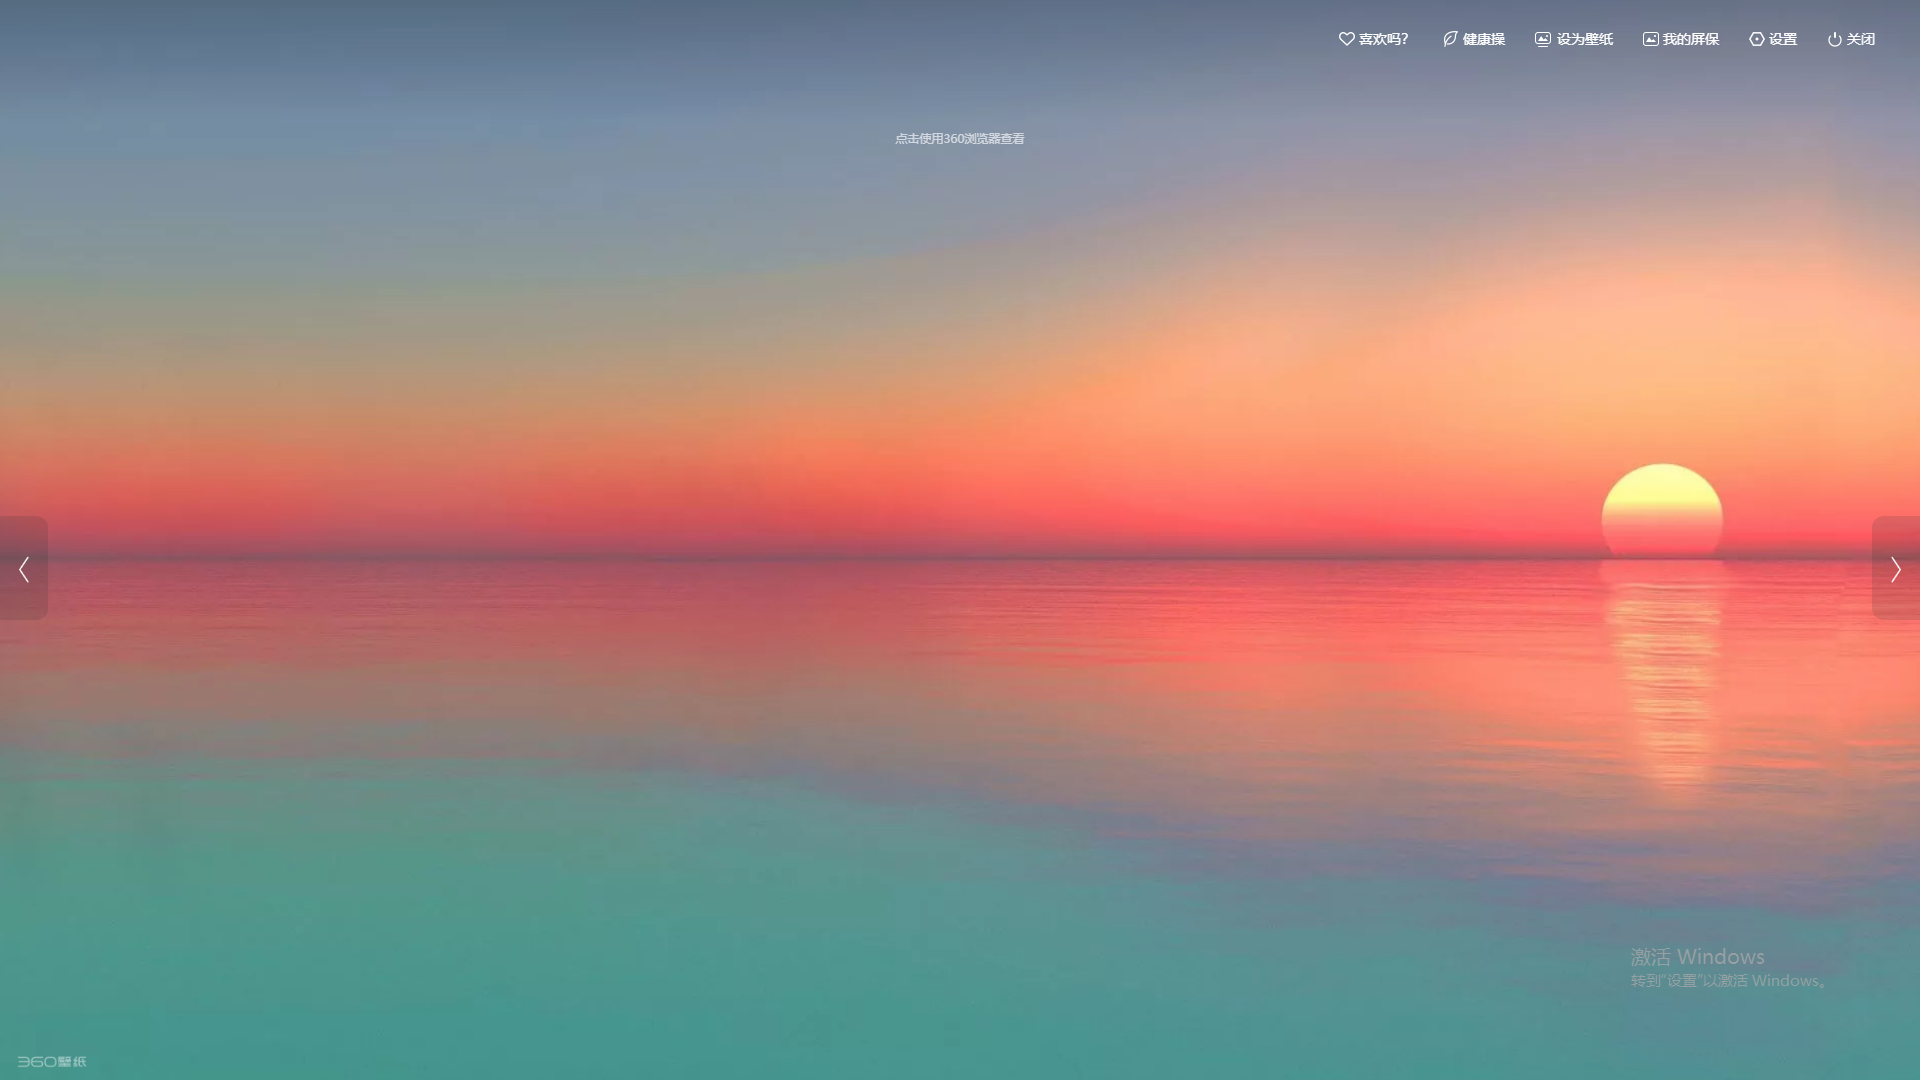 喜欢吗? 健康操 设为壁纸 我的屏保 设置 关闭
点击使用360浏览器查看
激活 Windows
转到"设置"以激活 Windows。
360壁纸